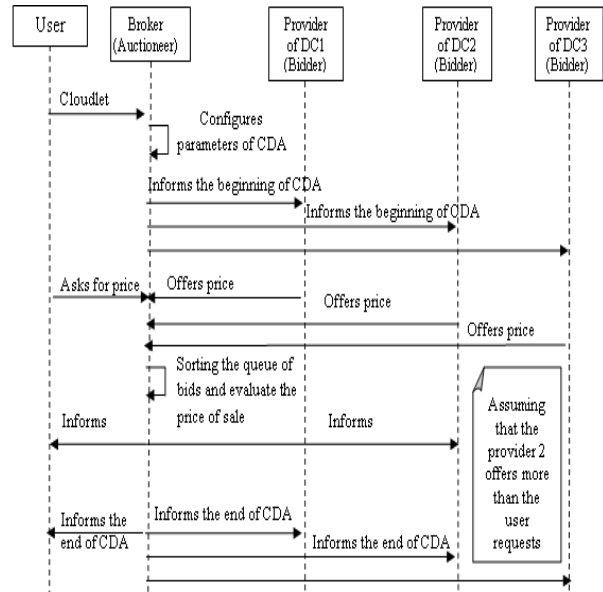 User
Broker
(Auctioneer)
Provider
of DC1
(Bidder)
Provider
of DC2
(Bidder)
Provider
of DC3
(Bidder)
Cloudlet
Configures
parameters of CDA
Informs the beginning of CDA
Informs the beginning of CDA
Asks for price
Offers price
Offers price
Offers price
Sorting the queue of
bids and evaluate the
price of sale
Informs
Informs
Assuming
that the
provider 2
offers more
than the
user
requests
Informs the
end of CDA
Informs the end of CDA
Informs the end of CDA